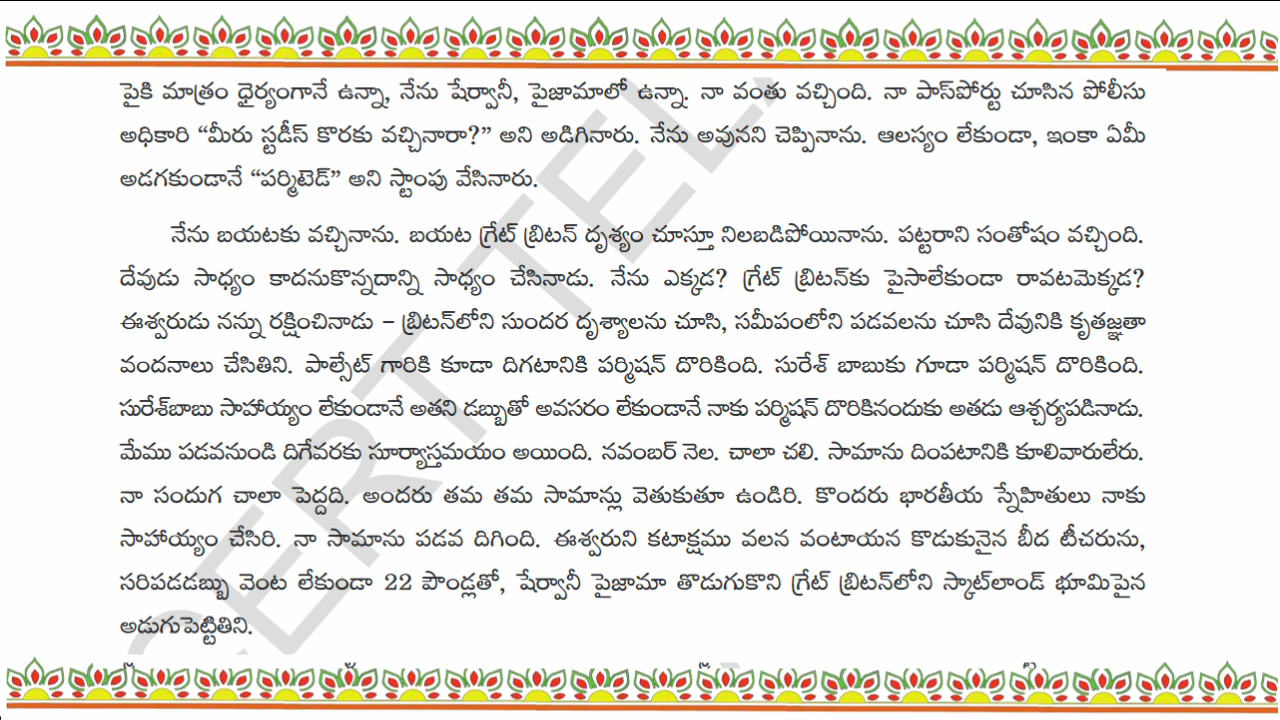 పైకి మాత్రం ధైర్యంగానే ఉన్నా, నేను షేర్వానీ, పైజామాలో ఉన్నా. నా వంతు వచ్చింది. నా పాస్‌పోర్టు చూసిన పోలీసు
అధికారి “మీరు స్టడీస్ కొరకు వచ్చినారా?” అని అడిగినారు. నేను అవునని చెప్పినాను. ఆలస్యం లేకుండా, ఇంకా ఏమీ
అడగకుండానే “పర్మిటెడ్” అని స్టాంపు వేసినారు.
నేను బయటకు వచ్చినాను. బయట గ్రేట్ బ్రిటన్ దృశ్యం చూస్తూ నిలబడిపోయినాను. పట్టరాని సంతోషం వచ్చింది.
దేవుడు సాధ్యం కాదనుకొన్నదాన్ని సాధ్యం చేసినాడు. నేను ఎక్కడ? గ్రేట్ బ్రిటన్‌కు పైసాలేకుండా రావటమెక్కడ?
ఈశ్వరుడు నన్ను రక్షించినాడు – బ్రిటన్‌లోని సుందర దృశ్యాలను చూసి, సమీపంలోని పడవలను చూసి దేవునికి కృతజ్ఞతా
వందనాలు చేసితిని. పాల్సేట్ గారికి కూడా దిగటానికి పర్మిషన్ దొరికింది. సురేశ్ బాబుకు గూడా పర్మిషన్ దొరికింది.
సురేశ్‌బాబు సాహాయ్యం లేకుండానే అతని డబ్బుతో అవసరం లేకుండానే నాకు పర్మిషన్ దొరికినందుకు అతడు ఆశ్చర్యపడినాడు.
మేము పడవనుండి దిగేవరకు సూర్యాస్తమయం అయింది. నవంబర్ నెల. చాలా చలి. సామాను దింపటానికి కూలివారులేరు.
నా సందుగ చాలా పెద్దది. అందరు తమ తమ సామాన్లు వెతుకుతూ ఉండిరి. కొందరు భారతీయ స్నేహితులు నాకు
సాహాయ్యం చేసిరి. నా సామాను పడవ దిగింది. ఈశ్వరుని కటాక్షము వలన వంటాయన కొడుకునైన బీద టీచరును,
సరిపడడబ్బు వెంట లేకుండా 22 పౌండ్లతో, షేర్వానీ పైజామా తొడుగుకొని గ్రేట్ బ్రిటన్‌లోని స్కాట్‌లాండ్ భూమిపైన
అడుగుపెట్టితిని.
CERT TEL